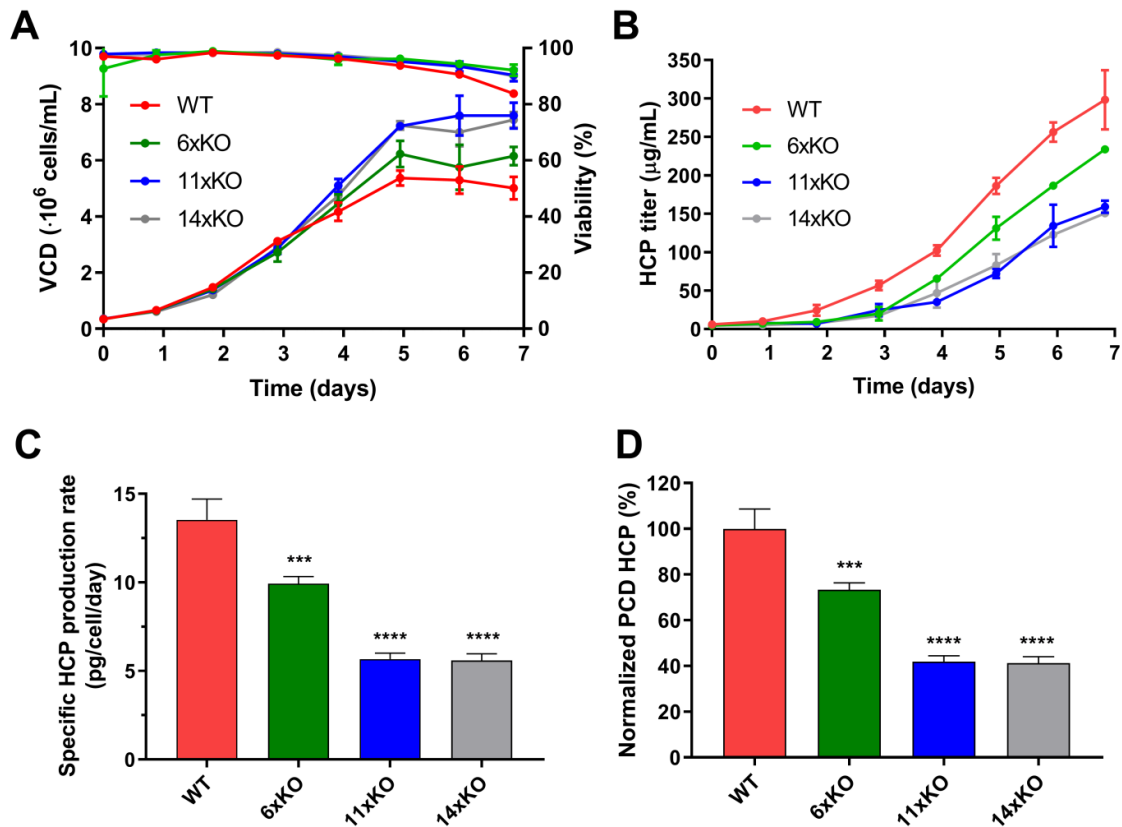 A
VCD (·10⁶ cells/mL)
10
8
6
4
2
0
100
80
60
40
20
0
Viability (%)
WT
6xKO
11xKO
14xKO
0 1 2 3 4 5 6 7
Time (days)
B
HCP titer (μg/mL)
350
300
250
200
150
100
50
0
WT
6xKO
11xKO
14xKO
0 1 2 3 4 5 6 7
Time (days)
C
Specific HCP production rate
(pg/cell/day)
15
10
5
0
***
****
****
WT 6xKO 11xKO 14xKO
D
Normalized PCD HCP (%)
120
100
80
60
40
20
0
***
****
****
WT 6xKO 11xKO 14xKO